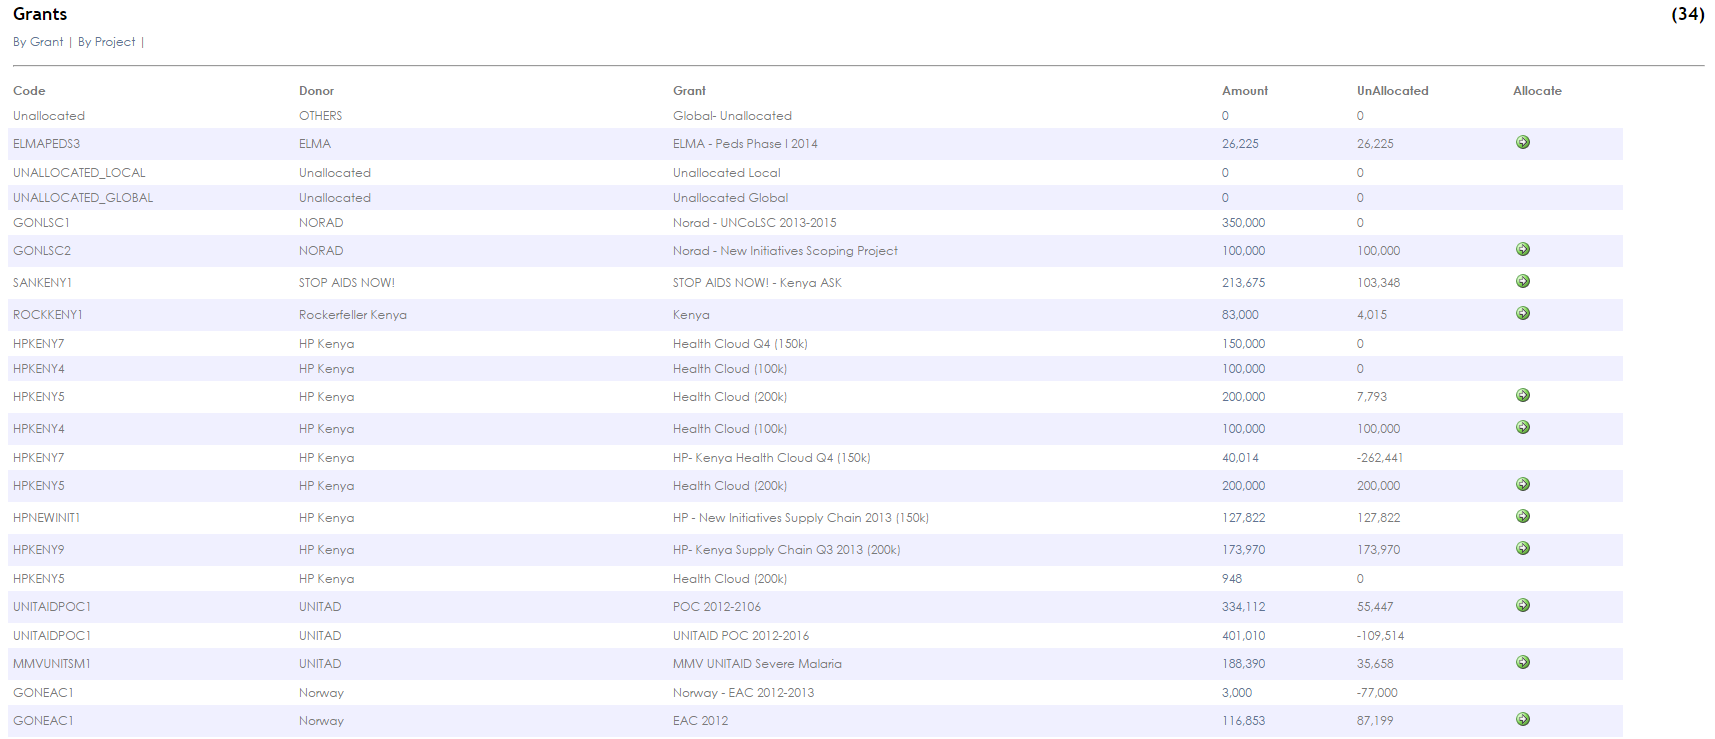 Grants (34)
By Grant | By Project |
Code Donor Grant Amount UnAllocated Allocate
Unallocated OTHERS Global- Unallocated 0 0
ELMAPEDS3 ELMA ELMA - Peds Phase I 2014 26,225 26,225
UNALLOCATED_LOCAL Unallocated Unallocated Local 0 0
UNALLOCATED_GLOBAL Unallocated Unallocated Global 0 0
GONLSC1 NORAD Norad - UNCoLSC 2013-2015 350,000 0
GONLSC2 NORAD Norad - New Initiatives Scoping Project 100,000 100,000
SANKENY1 STOP AIDS NOW! STOP AIDS NOW! - Kenya ASK 213,675 103,348
ROCKKENY1 Rockerfeller Kenya Kenya 83,000 4,015
HPKENY7 HP Kenya Health Cloud Q4 (150k) 150,000 0
HPKENY4 HP Kenya Health Cloud (100k) 100,000 0
HPKENY5 HP Kenya Health Cloud (200k) 200,000 7,793
HPKENY4 HP Kenya Health Cloud (100k) 100,000 100,000
HPKENY7 HP Kenya HP- Kenya Health Cloud Q4 (150k) 40,014 -262,441
HPKENY5 HP Kenya Health Cloud (200k) 200,000 200,000
HPNEWINIT1 HP Kenya HP - New Initiatives Supply Chain 2013 (150k) 127,822 127,822
HPKENY9 HP Kenya HP- Kenya Supply Chain Q3 2013 (200k) 173,970 173,970
HPKENY5 HP Kenya Health Cloud (200k) 948 0
UNITAIDPOC1 UNITAD POC 2012-2106 334,112 55,447
UNITAIDPOC1 UNITAD UNITAID POC 2012-2016 401,010 -109,514
MMVUNITSM1 UNITAD MMV UNITAID Severe Malaria 188,390 35,658
GONEAC1 Norway Norway - EAC 2012-2013 3,000 -77,000
GONEAC1 Norway EAC 2012 116,853 87,199